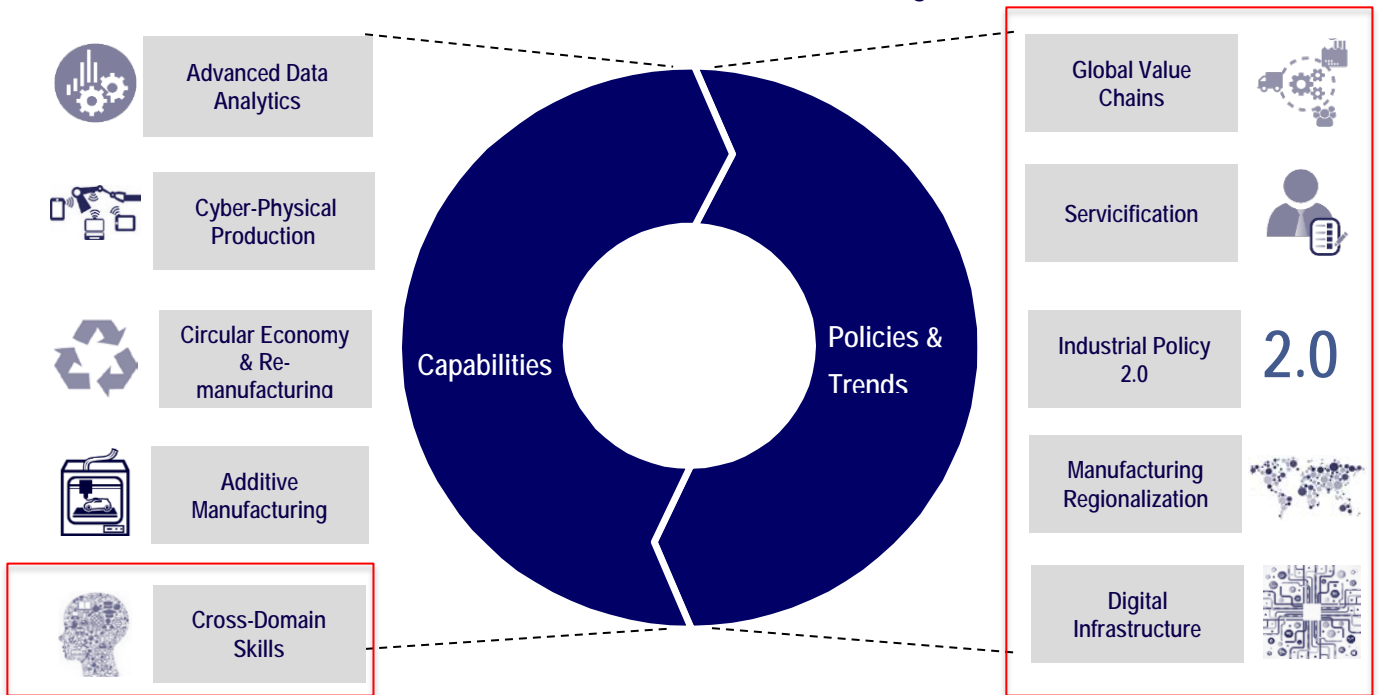 Advanced Data
Analytics
Cyber-Physical
Production
Circular Economy
& Re-
manufacturing
Additive
Manufacturing
Cross-Domain
Skills
Capabilities
Policies &
Trends
Global Value
Chains
Servicification
Industrial Policy
2.0
2.0
Manufacturing
Regionalization
Digital
Infrastructure